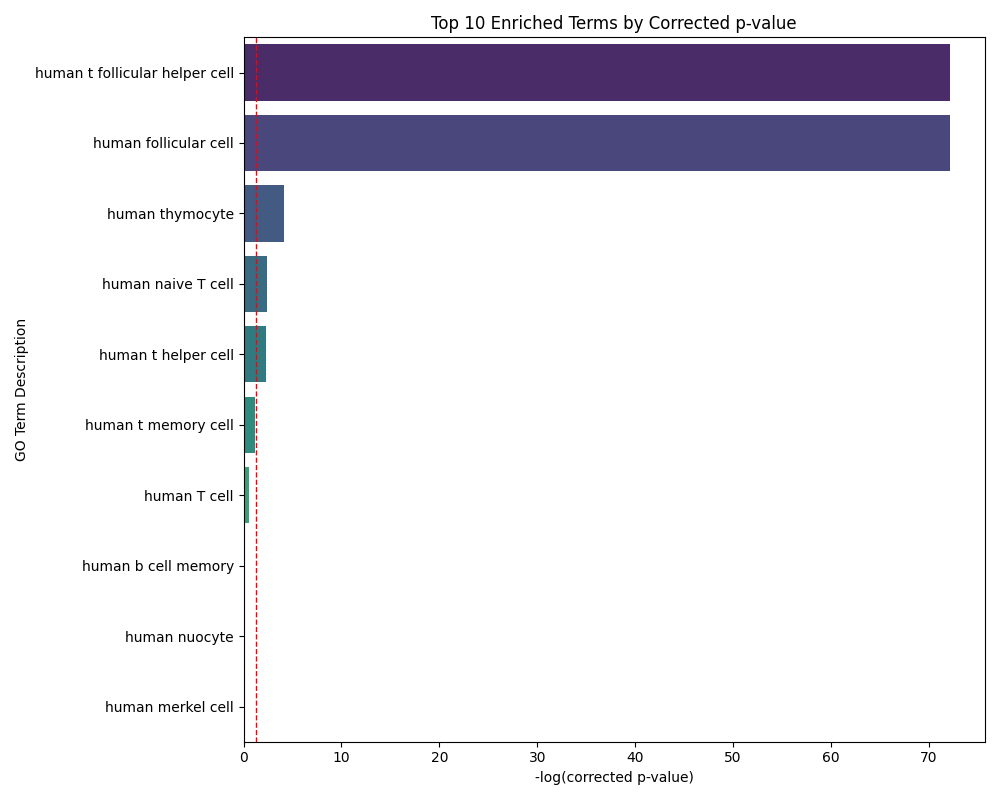 Top 10 Enriched Terms by Corrected p-value
GO Term Description
human t follicular helper cell
human follicular cell
human thymocyte
human naive T cell
human t helper cell
human t memory cell
human T cell
human b cell memory
human nuocyte
human merkel cell
0 10 20 30 40 50 60 70
-log(corrected p-value)